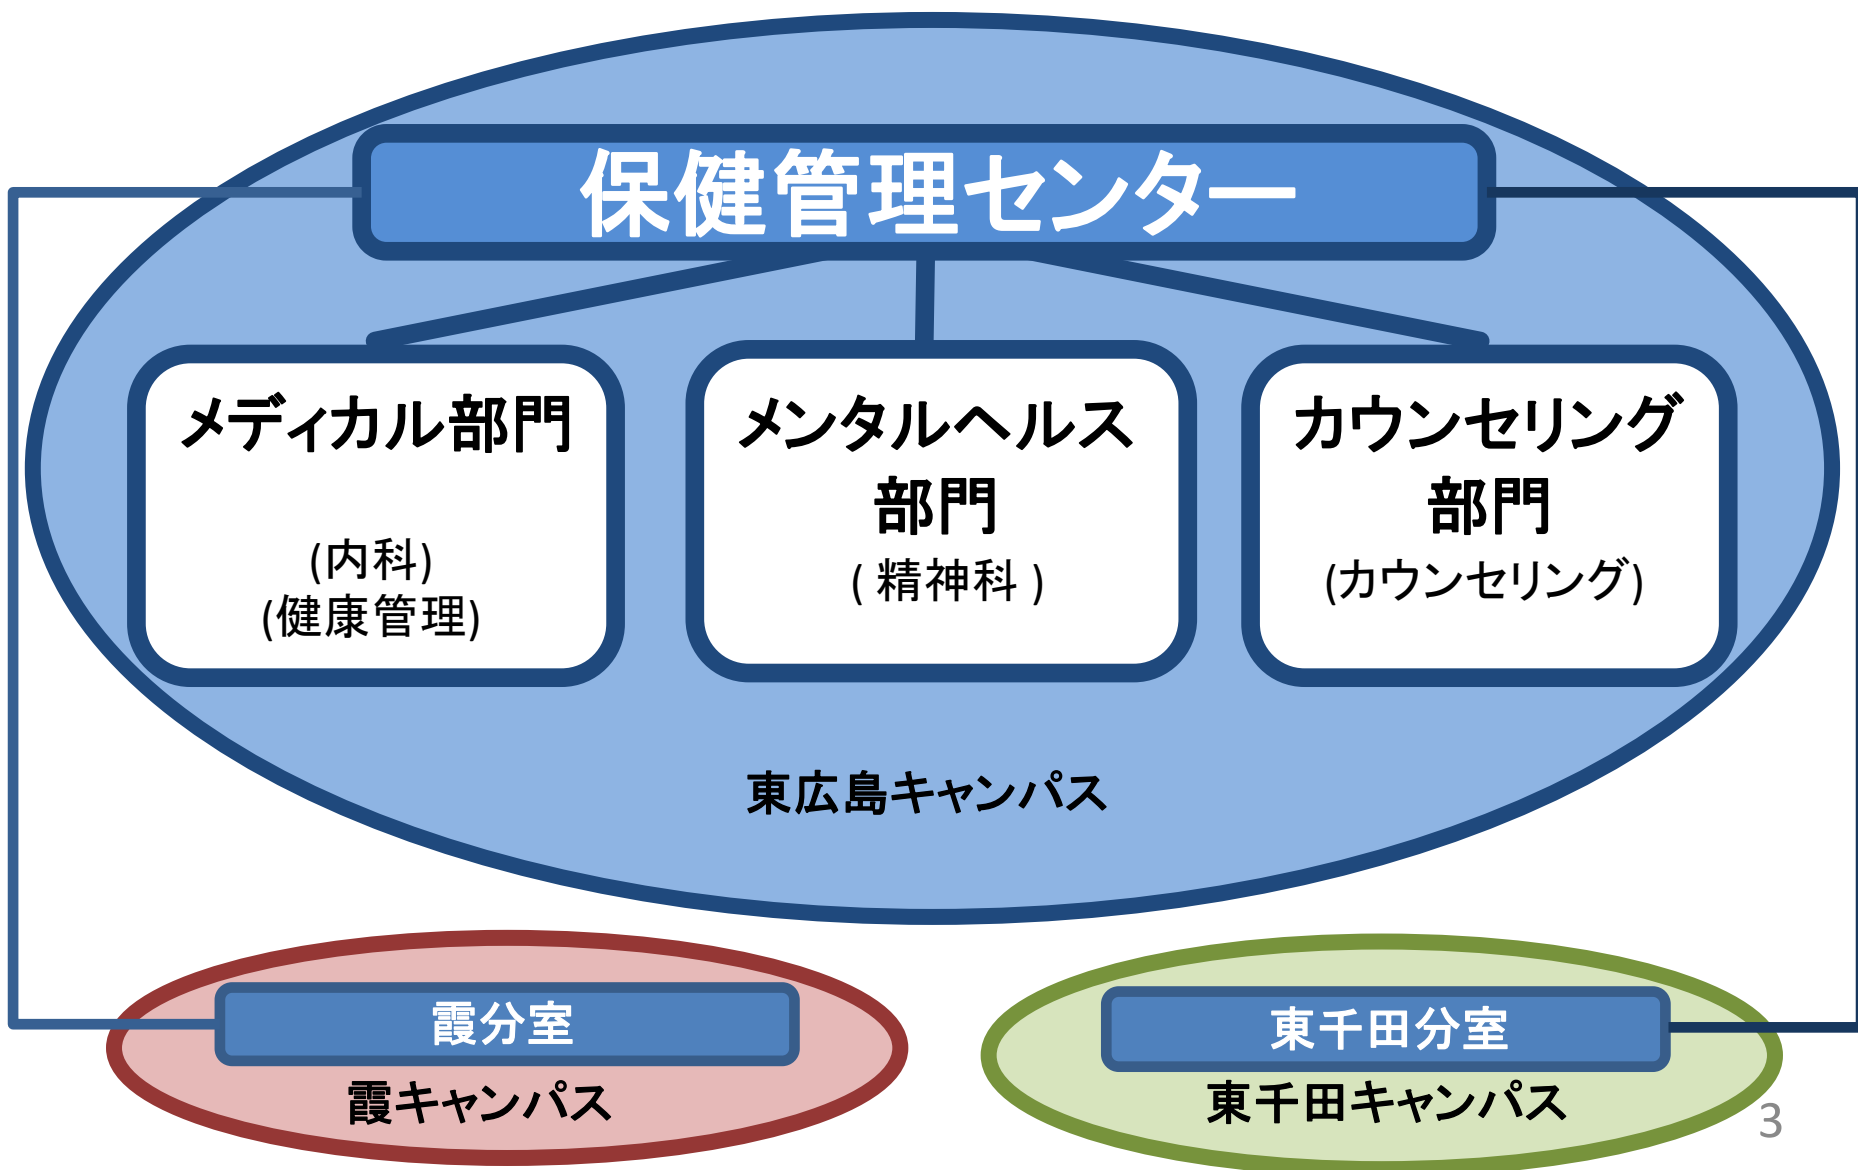 保健管理センター
メディカル部門
(内科)
(健康管理)
メンタルヘルス
部門
( 精神科 )
カウンセリング
部門
(カウンセリング)
東広島キャンパス
霞分室
霞キャンパス
東千田分室
東千田キャンパス
3